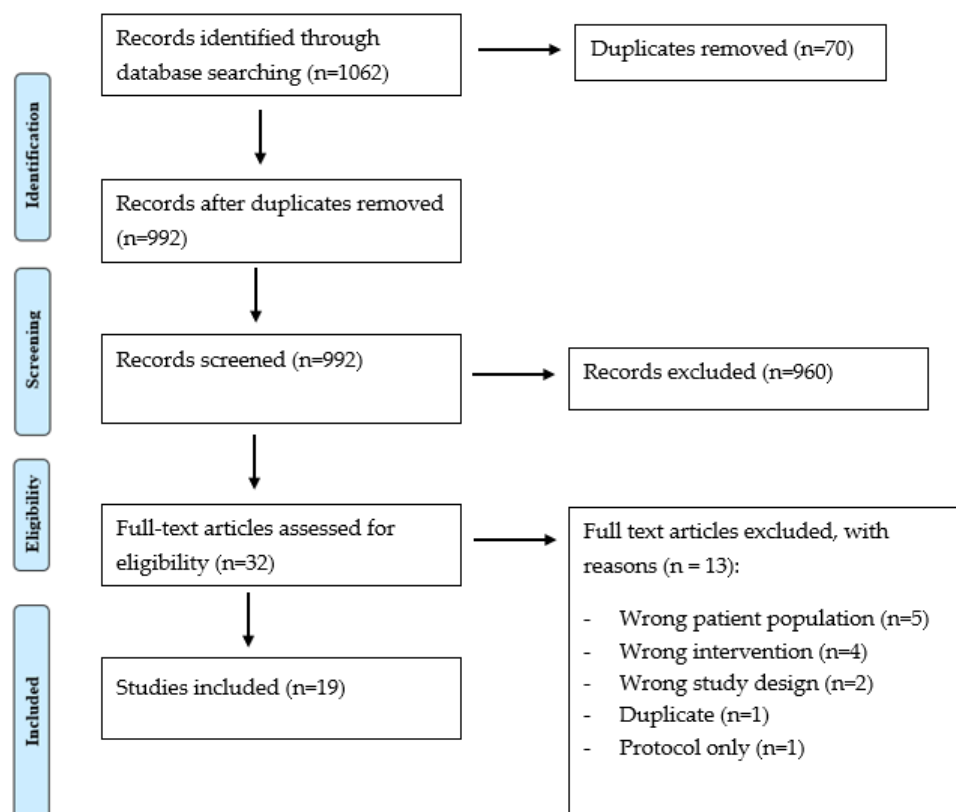 Records identified through
database searching (n=1062)
Duplicates removed (n=70)
Identification
Records after duplicates removed
(n=992)
Screening
Records screened (n=992)
Records excluded (n=960)
Eligibility
Full-text articles assessed for
eligibility (n=32)
Full text articles excluded, with
reasons (n = 13):
- Wrong patient population (n=5)
- Wrong intervention (n=4)
- Wrong study design (n=2)
- Duplicate (n=1)
- Protocol only (n=1)
Included
Studies included (n=19)